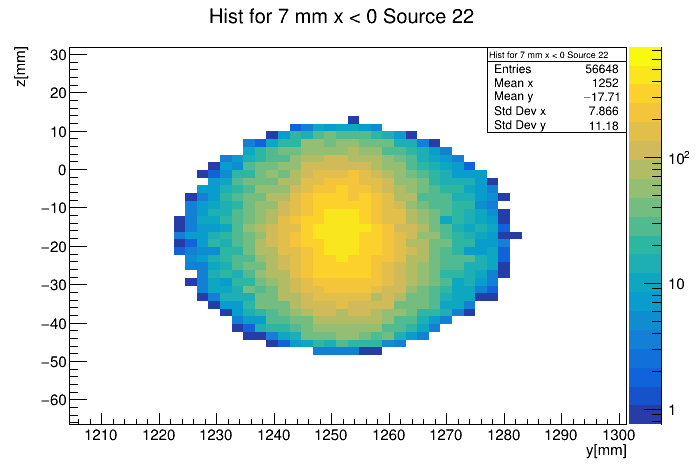 Hist for 7 mm x < 0 Source 22
z[mm]
Hist for 7 mm x < 0 Source 22
Entries 56648
Mean x 1252
Mean y −17.71
Std Dev x 7.866
Std Dev y 11.18
30
20
10
0
−10
−20
−30
−40
−50
−60
1210 1220 1230 1240 1250 1260 1270 1280 1290 1300
y[mm]
10²
10
1